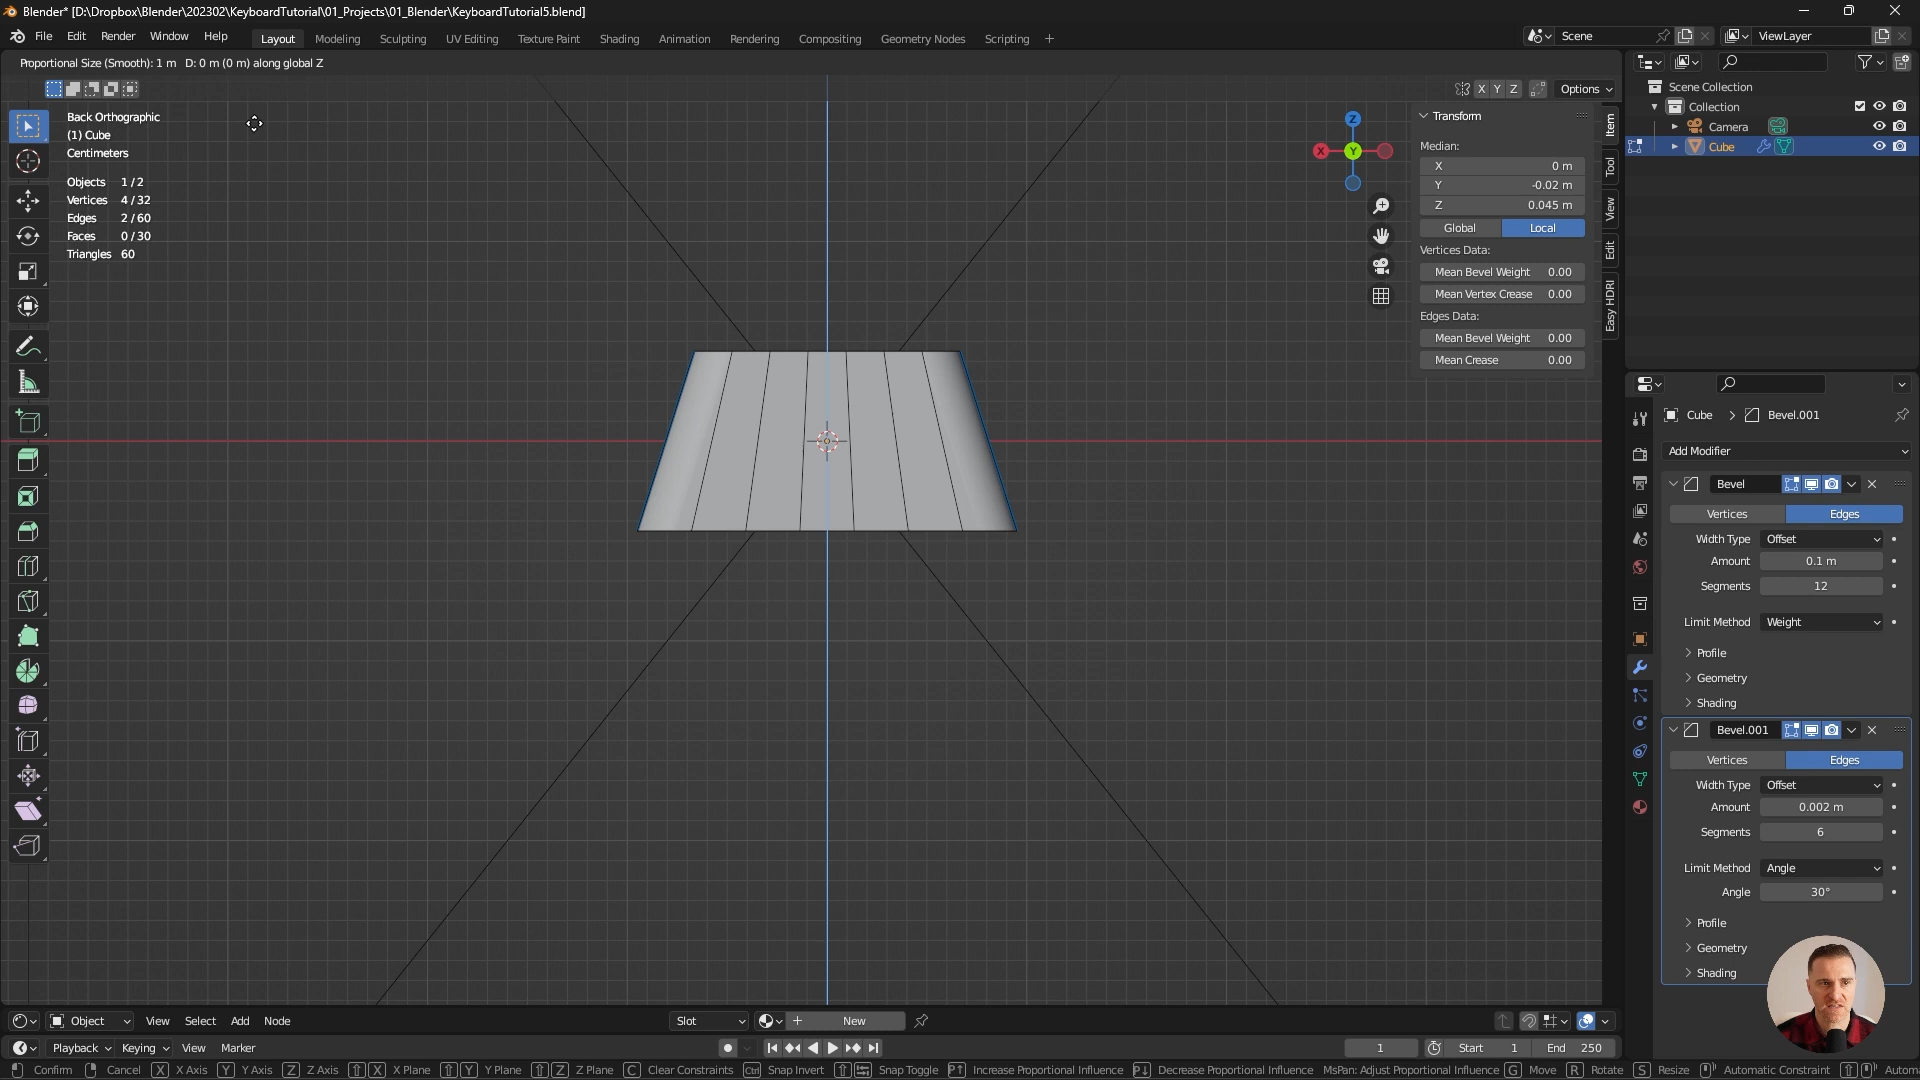 Blender* [D:\Dropbox\Blender\202302\KeyboardTutorial\01_Projects\01_Blender\KeyboardTutorial5.blend]
File Edit Render Window Help Layout Modeling Sculpting UV Editing Texture Paint Shading Animation Rendering Compositing Geometry Nodes Scripting + Scene ViewLayer
Proportional Size (Smooth): 1 m D: 0 m (0 m) along global Z
X Y Z Options
Back Orthographic
(1) Cube
Centimeters
Objects 1/2
Vertices 4/32
Edges 2/60
Faces 0/30
Triangles 60
Z
X Y
Transform
Median:
X 0 m
Y -0.02 m
Z 0.045 m
Global Local
Vertices Data:
Mean Bevel Weight 0.00
Mean Vertex Crease 0.00
Edges Data:
Mean Bevel Weight 0.00
Mean Crease 0.00
Item
Tool
View
Edit
Easy HDRI
Scene Collection
Collection
Camera
Cube
Cube > Bevel.001
Add Modifier
Bevel
Vertices Edges
Width Type Offset
Amount 0.1 m
Segments 12
Limit Method Weight
Profile
Geometry
Shading
Bevel.001
Vertices Edges
Width Type Offset
Amount 0.002 m
Segments 6
Limit Method Angle
Angle 30°
Profile
Geometry
Shading
Object View Select Add Node Slot New
Playback Keying View Marker 1 Start 1 End 250
Confirm Cancel X X Axis Y Y Axis Z Z Axis X X Plane Y Y Plane Z Z Plane C Clear Constraints Ctrl Snap Invert Snap Toggle Increase Proportional Influence Decrease Proportional Influence MsPan: Adjust Proportional Influence G Move R Rotate S Resize Automatic Constraint